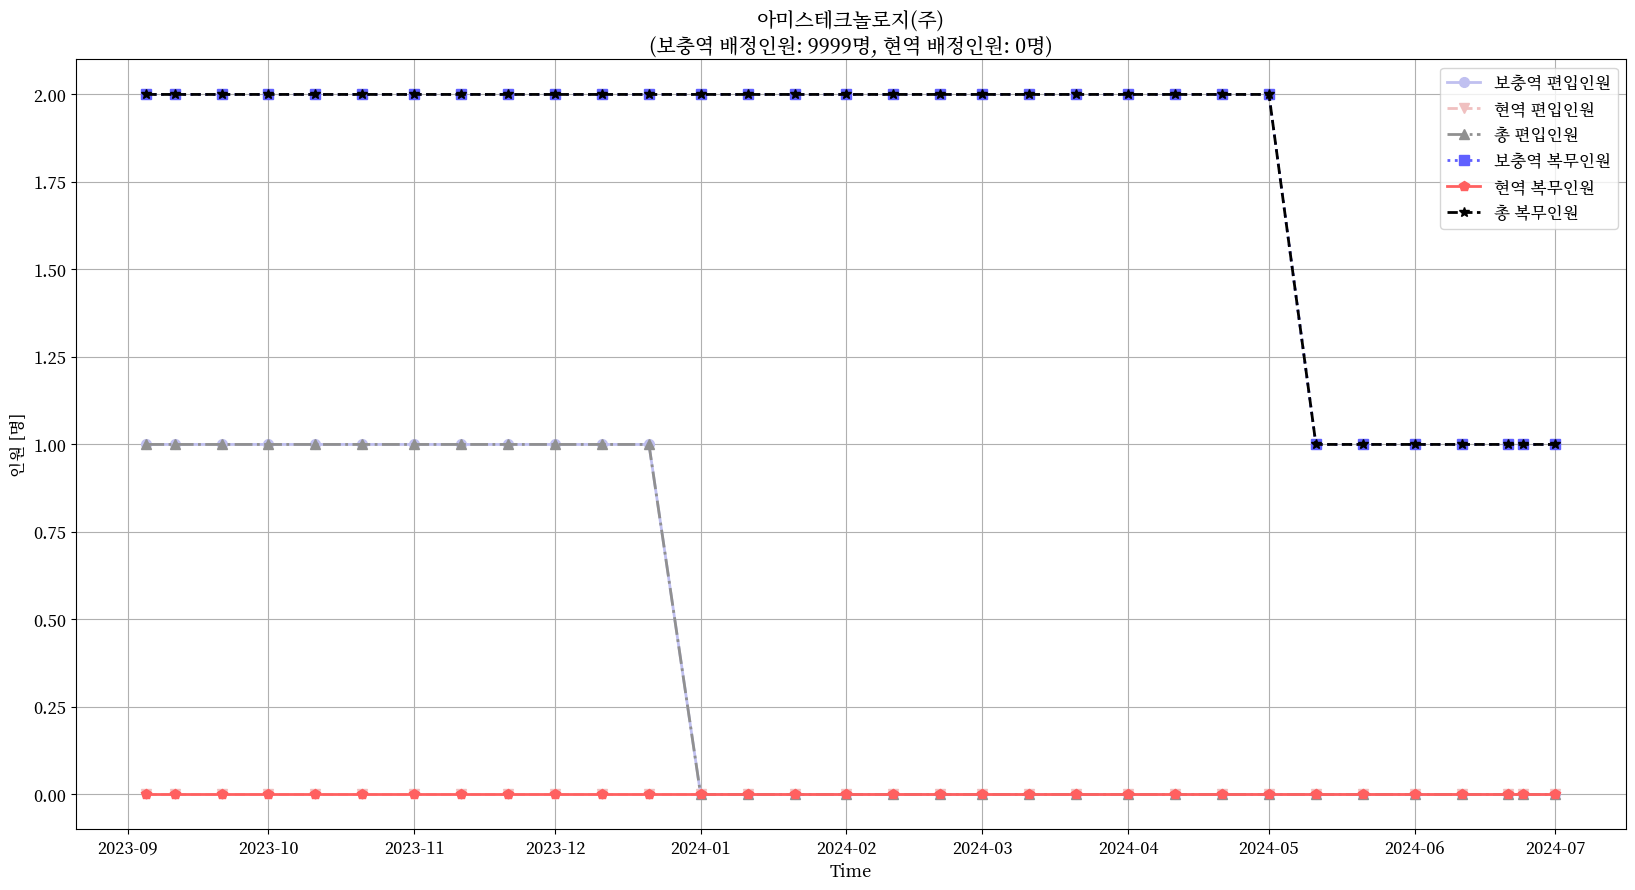 아미스테크놀로지(주)
(보충역 배정인원: 9999명, 현역 배정인원: 0명)
보충역 편입인원
현역 편입인원
총 편입인원
보충역 복무인원
현역 복무인원
총 복무인원
2.00
1.75
1.50
1.25
1.00
0.75
0.50
0.25
0.00
인원 [명]
2023-09 2023-10 2023-11 2023-12 2024-01 2024-02 2024-03 2024-04 2024-05 2024-06 2024-07
Time